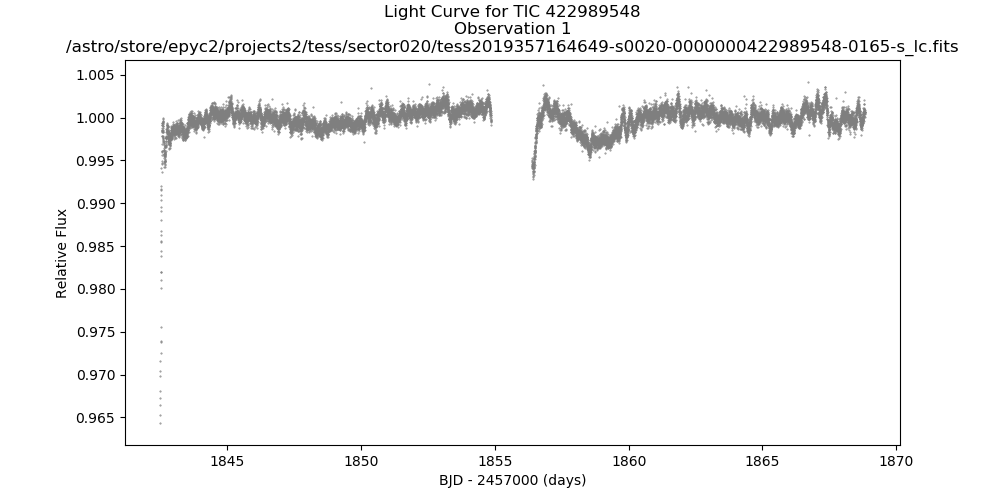 Light Curve for TIC 422989548
Observation 1
/astro/store/epyc2/projects2/tess/sector020/tess2019357164649-s0020-0000000422989548-0165-s_lc.fits
1.005
1.000
0.995
0.990
0.985
0.980
0.975
0.970
0.965
Relative Flux
1845 1850 1855 1860 1865 1870
BJD - 2457000 (days)